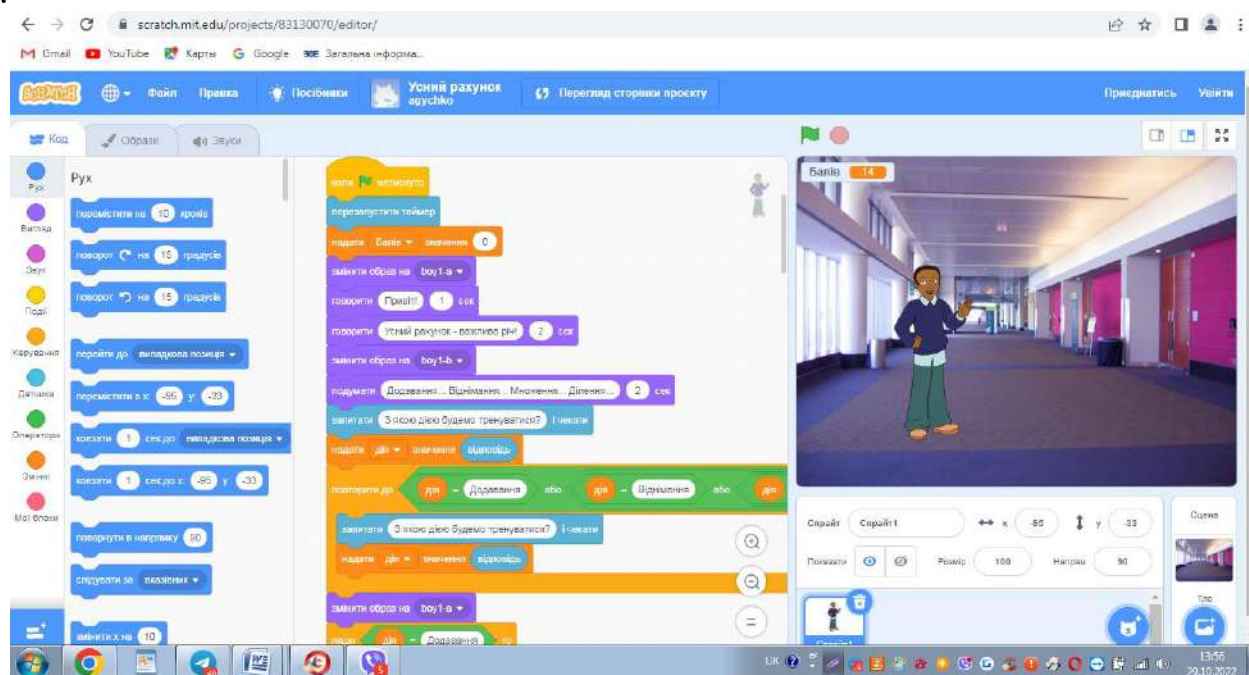 scratch.mit.edu/projects/83130070/editor/
Gmail YouTube Карты Google Загальна інформа...
SCRATCH Файл Правка Посібники Усний рахунок Перегляд сторінки проєкту Приєднатись Увійти
agychko
Код Образи Звуки
Рух
Вигляд
Звук
Події
Керування
Датчики
Оператори
Змінні
Мої блоки
Рух
перемістити на 10 кроків
поворот на 15 градусів
поворот на 15 градусів
перейти до випадкова позиція
перемістити в x: -95 y: -33
ковзати 1 сек до випадкова позиція
ковзати 1 сек до x: -95 y: -33
повернути в напрямку 90
слідувати за вказівник
змінити x на 10
коли натиснуто
перезапустити таймер
надати Балів значення 0
змінити образ на boy1-a
говорити Привіт! 1 сек
говорити Усний рахунок - важлива річ! 2 сек
змінити образ на boy1-b
подумати Додавання... Віднімання... Множення... Ділення... 2 сек
запитати З якою дією будемо тренуватися? і чекати
надати дія значення відповідь
повторити до дія = Додавання або дія = Віднімання або дія
запитати З якою дією будемо тренуватися? і чекати
надати дія значення відповідь
змінити образ на boy1-a
якщо дія = Додавання то
Балів 14
Спрайт Спрайт1 x -95 y -33
Показати Розмір 100 Напрям 90
Спрайт1
Сцена
Тло
UK 13:56
29.10.2022